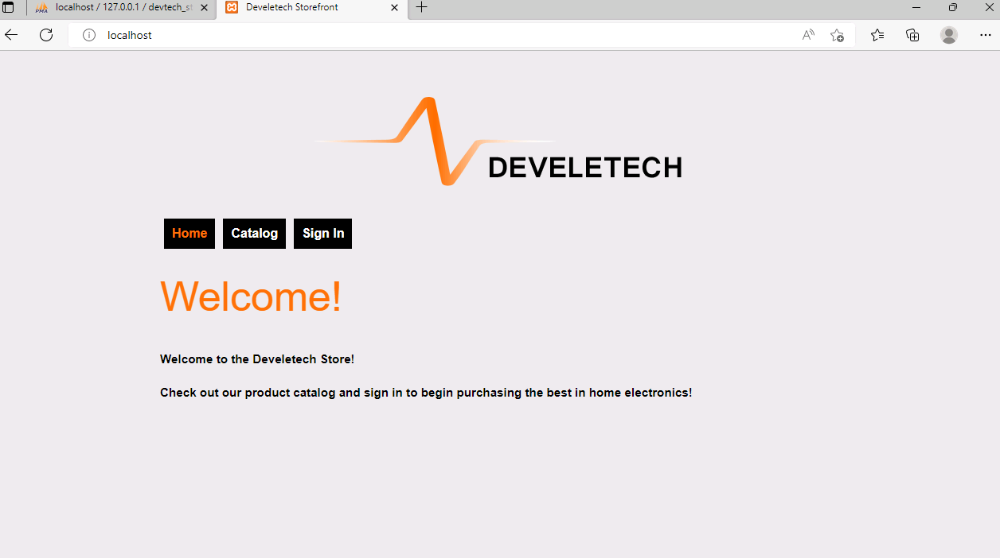 PMA localhost / 127.0.0.1 / devtech_st
Develetech Storefront
localhost
DEVELETECH
Home Catalog Sign In
Welcome!
Welcome to the Develetech Store!
Check out our product catalog and sign in to begin purchasing the best in home electronics!